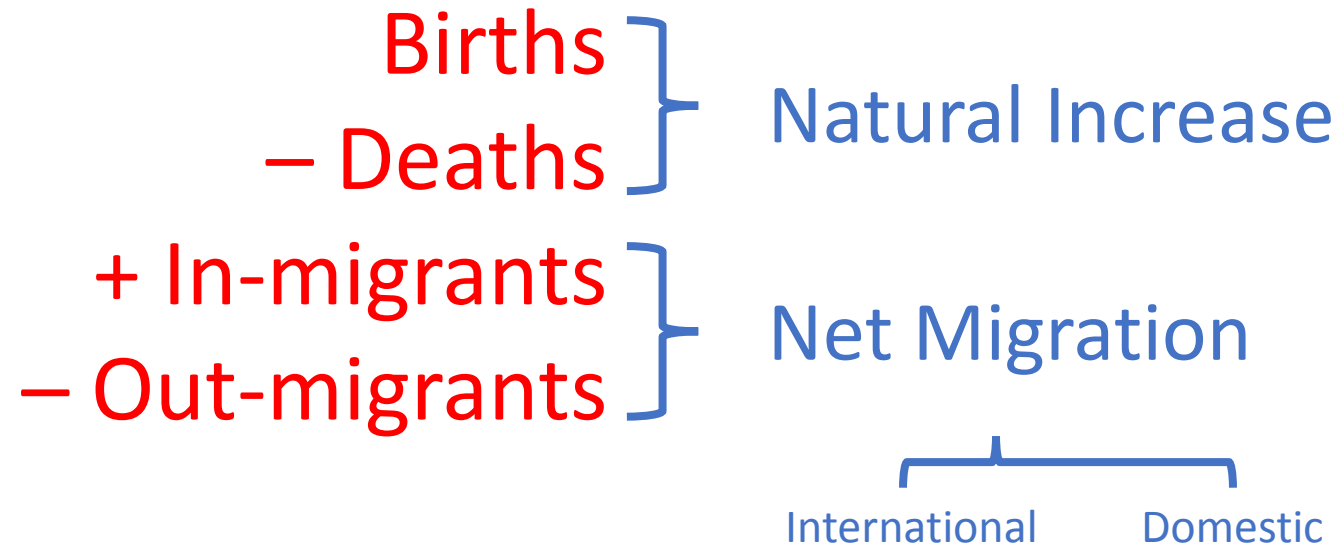 Births
– Deaths
Natural Increase
+ In-migrants
– Out-migrants
Net Migration
International
Domestic